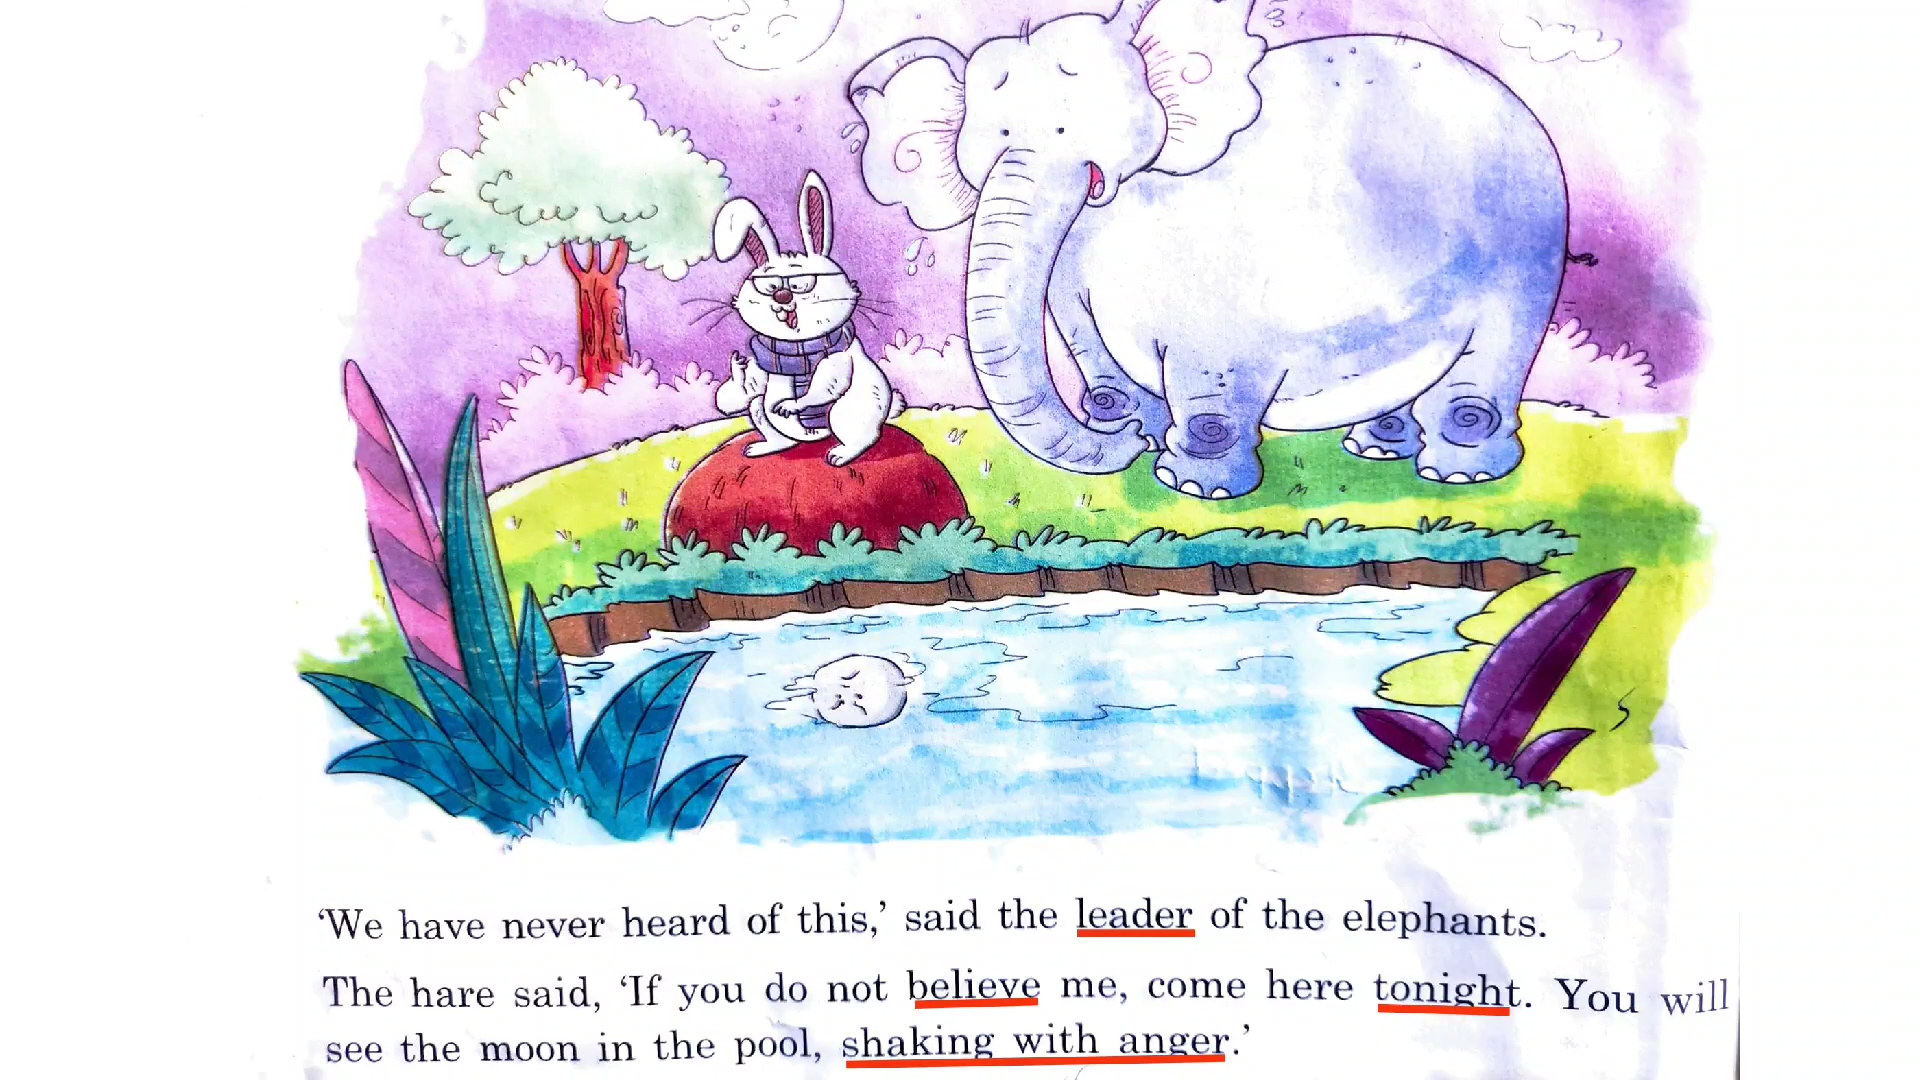 ‘We have never heard of this,’ said the leader of the elephants.
The hare said, ‘If you do not believe me, come here tonight. You will
see the moon in the pool, shaking with anger.’